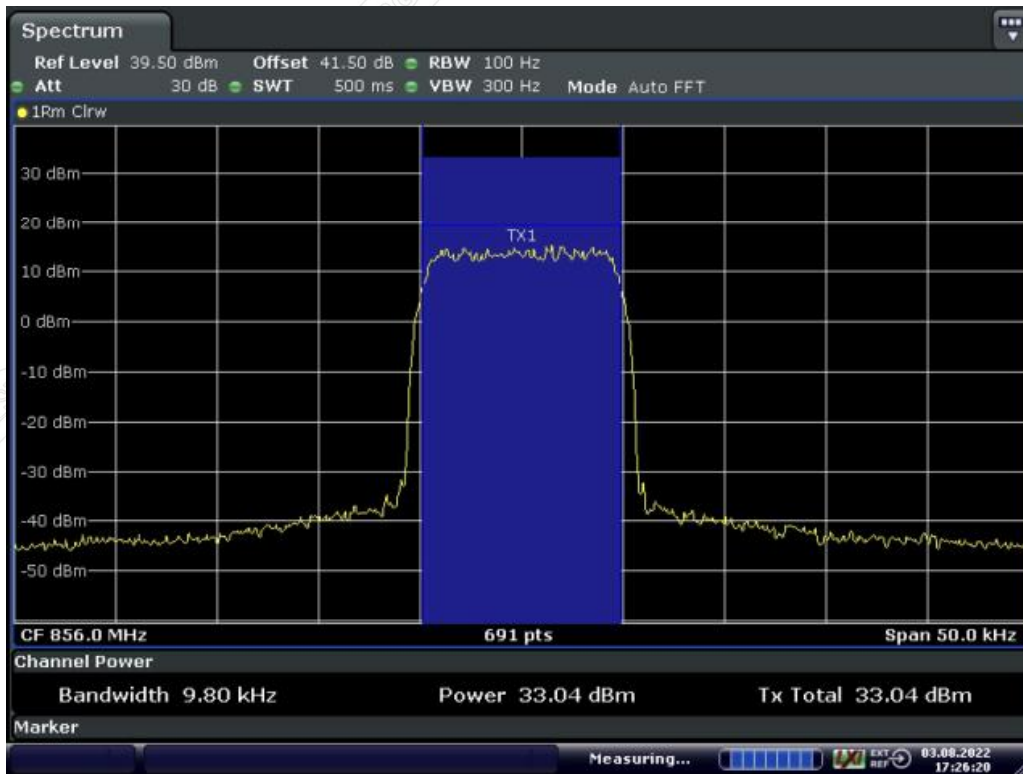 Spectrum
Ref Level 39.50 dBm Offset 41.50 dB RBW 100 Hz
Att 30 dB SWT 500 ms VBW 300 Hz Mode Auto FFT
1Rm Clrw
30 dBm
20 dBm
TX1
10 dBm
0 dBm
-10 dBm
-20 dBm
-30 dBm
-40 dBm
-50 dBm
CF 856.0 MHz 691 pts Span 50.0 kHz
Channel Power
Bandwidth 9.80 kHz Power 33.04 dBm Tx Total 33.04 dBm
Marker
Measuring... LXI EXT REF 03.08.2022
17:26:20